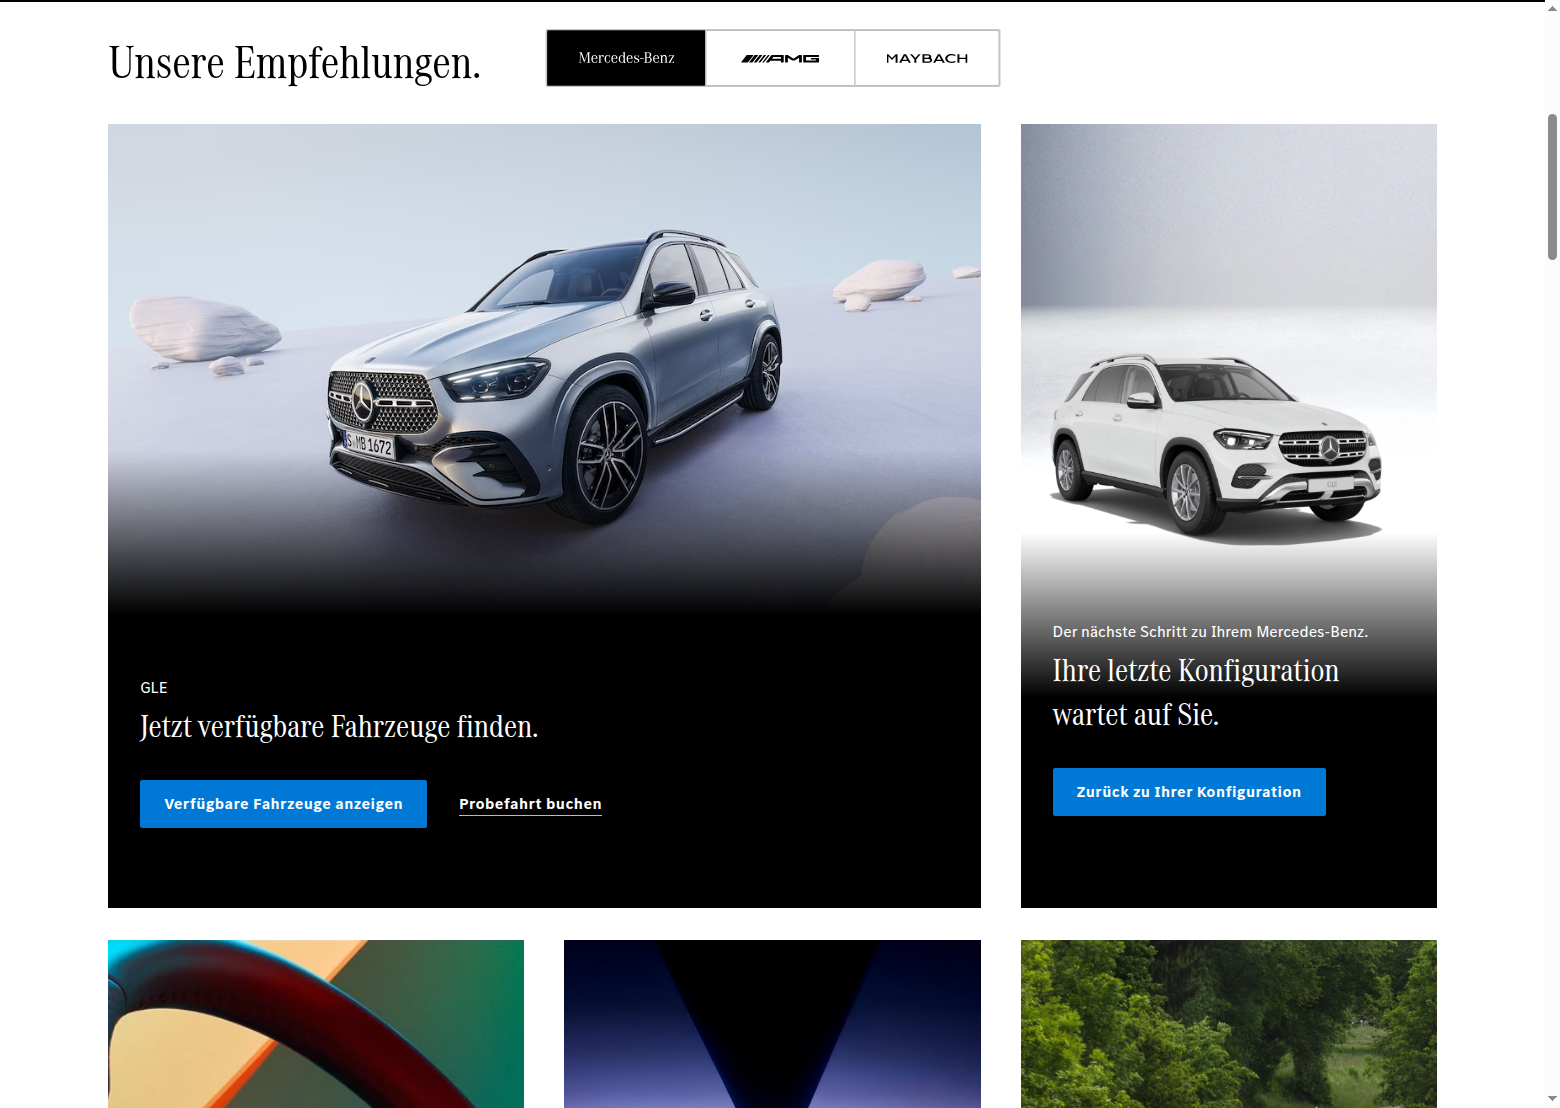 Unsere Empfehlungen.
Mercedes-Benz
AMG
MAYBACH
S MB 1672
GLE
Jetzt verfügbare Fahrzeuge finden.
Verfügbare Fahrzeuge anzeigen
Probefahrt buchen
GLE
Der nächste Schritt zu Ihrem Mercedes-Benz.
Ihre letzte Konfiguration
wartet auf Sie.
Zurück zu Ihrer Konfiguration